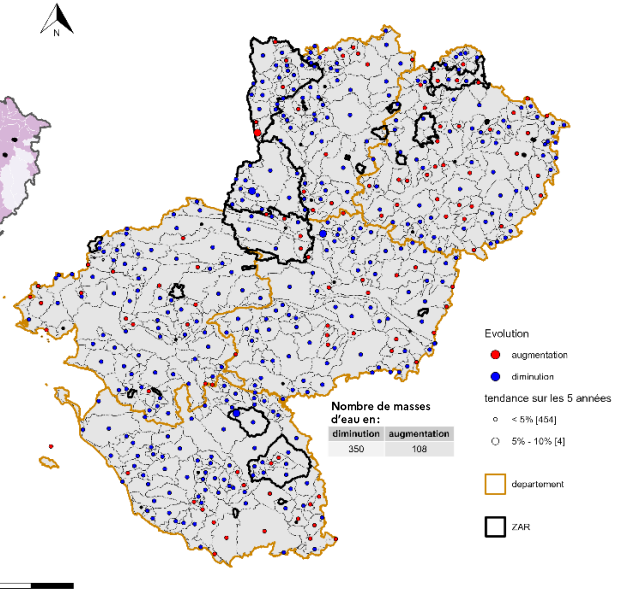 N
Evolution
augmentation
diminution
tendance sur les 5 années
< 5% [454]
5% - 10% [4]
Nombre de masses
d'eau en :
diminution augmentation
350 108
departement
ZAR